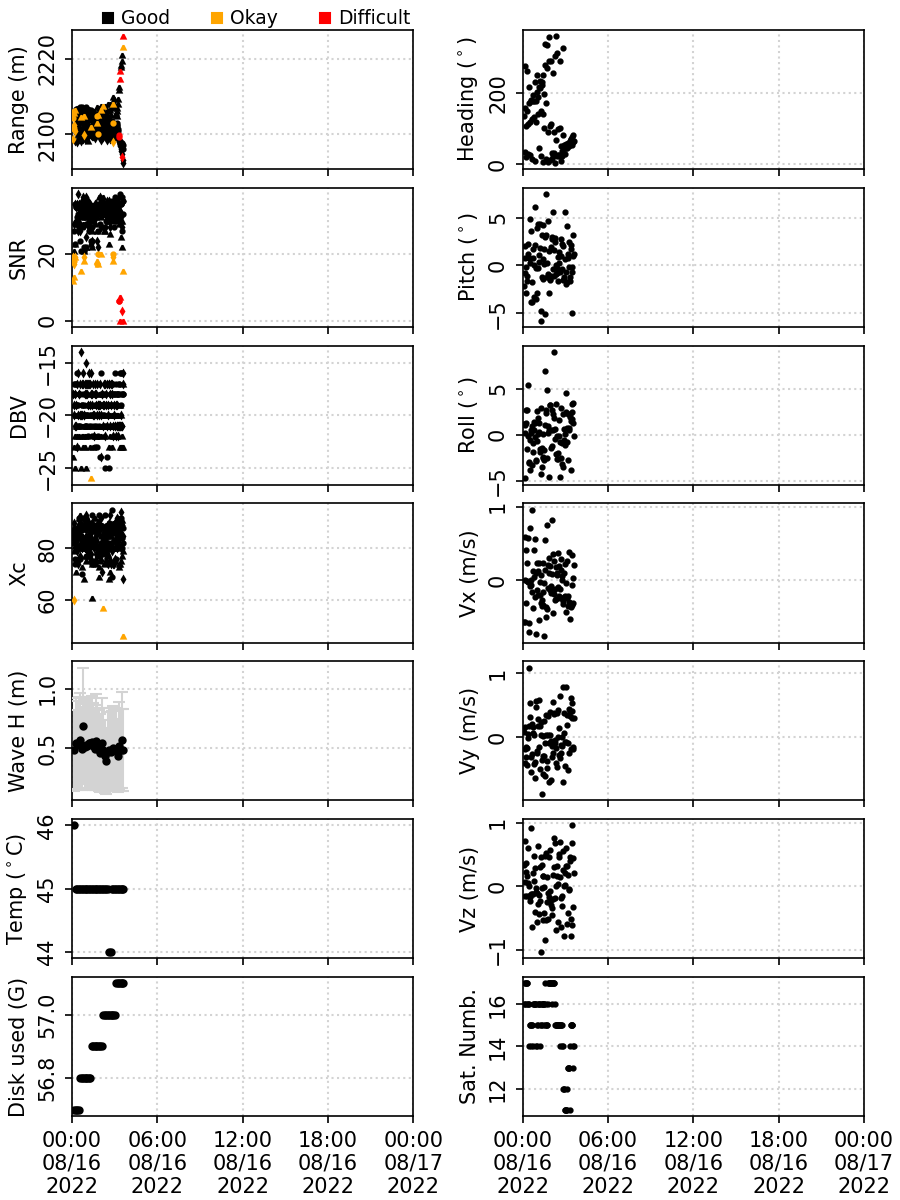 Good Okay Difficult
Range (m)
2220
2100
Heading (°)
200
0
SNR
20
0
Pitch (°)
5
0
−5
DBV
−15
−20
−25
Roll (°)
5
0
−5
Xc
80
60
Vx (m/s)
1
0
Wave H (m)
1.0
0.5
Vy (m/s)
1
0
Temp (°C)
46
45
44
Vz (m/s)
1
0
−1
Disk used (G)
57.0
56.8
Sat. Numb.
16
14
12
00:00 06:00 12:00 18:00 00:00
08/16 08/16 08/16 08/16 08/17
2022 2022 2022 2022 2022
00:00 06:00 12:00 18:00 00:00
08/16 08/16 08/16 08/16 08/17
2022 2022 2022 2022 2022